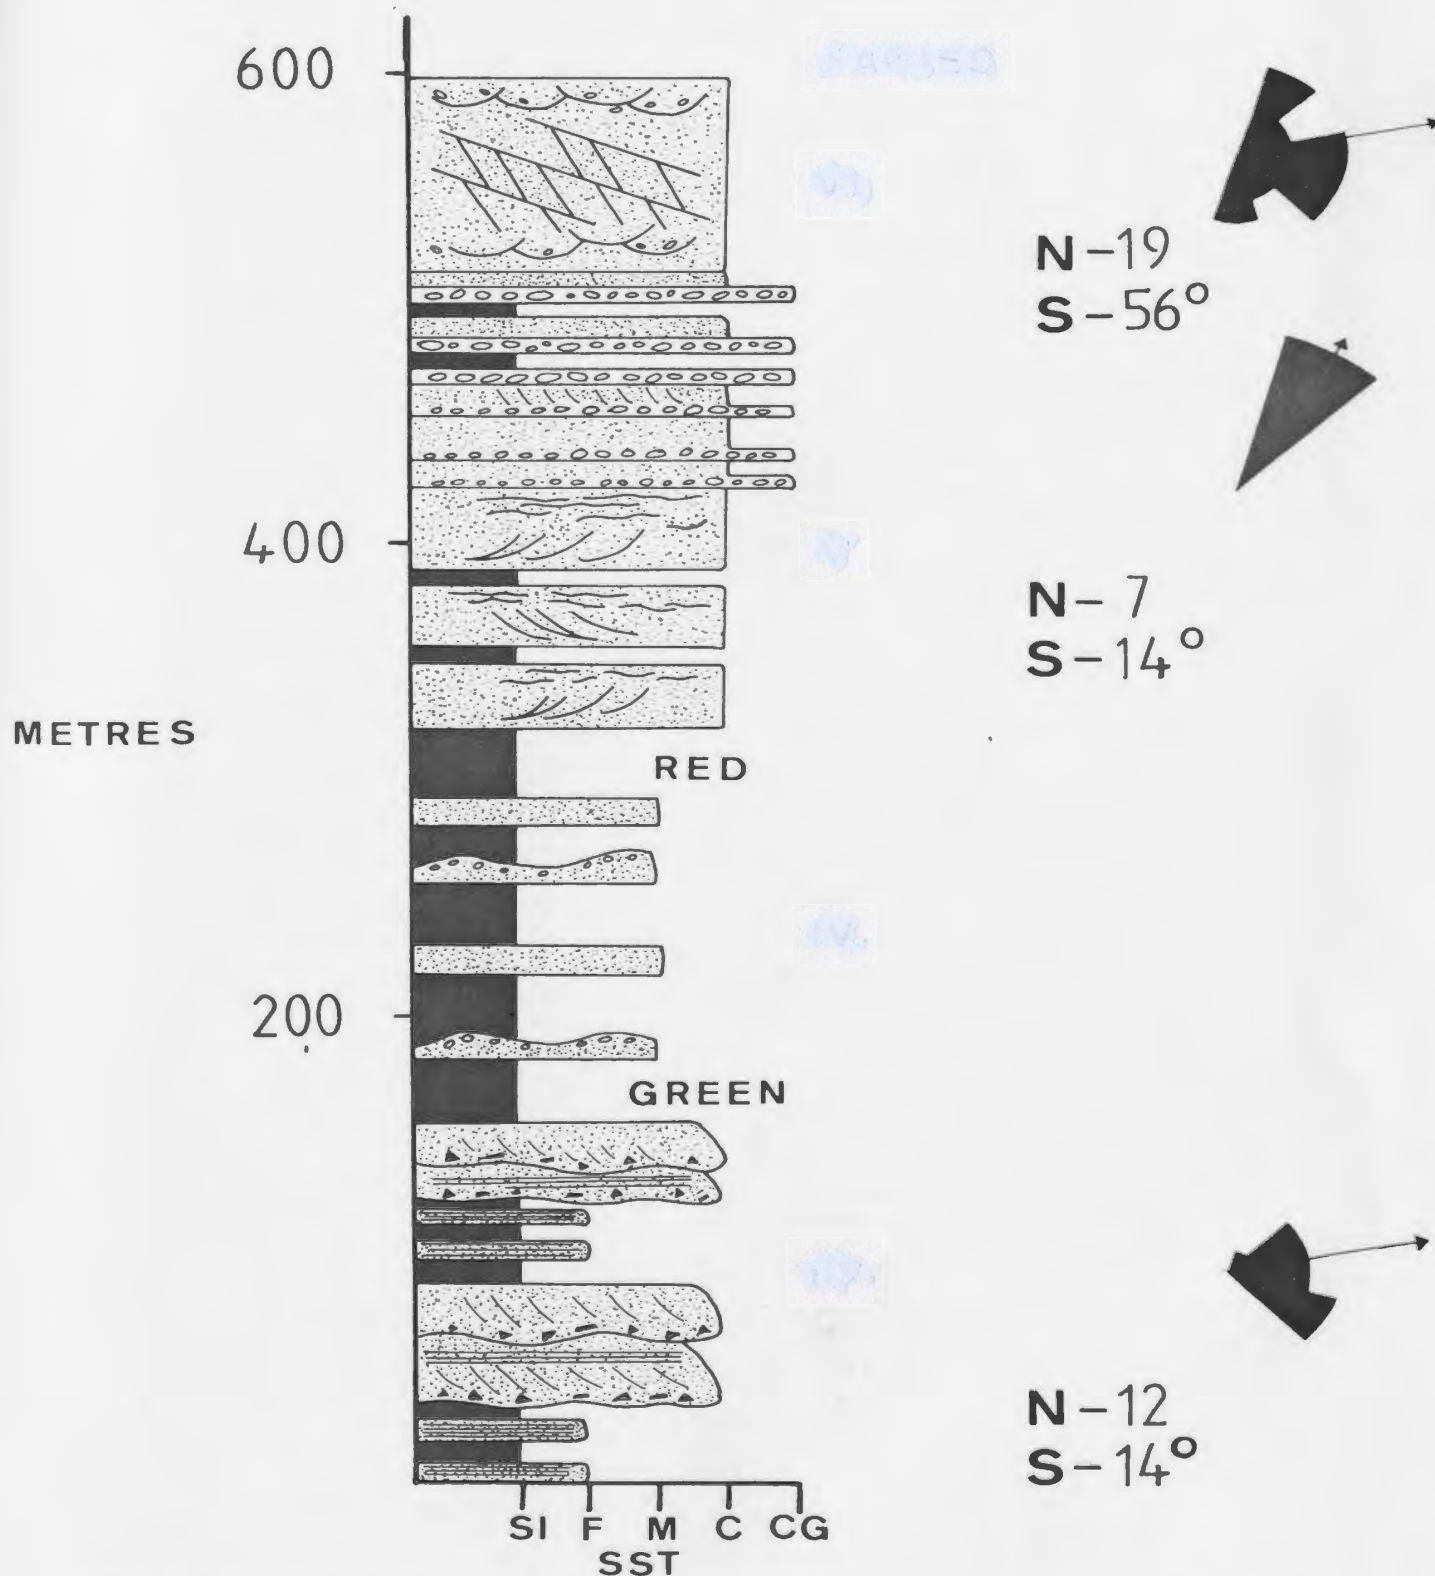 600
N – 19
S – 56°
400
N – 7
S – 14°
METRES
RED
200
GREEN
N – 12
S – 14°
SI F M C CG
SST